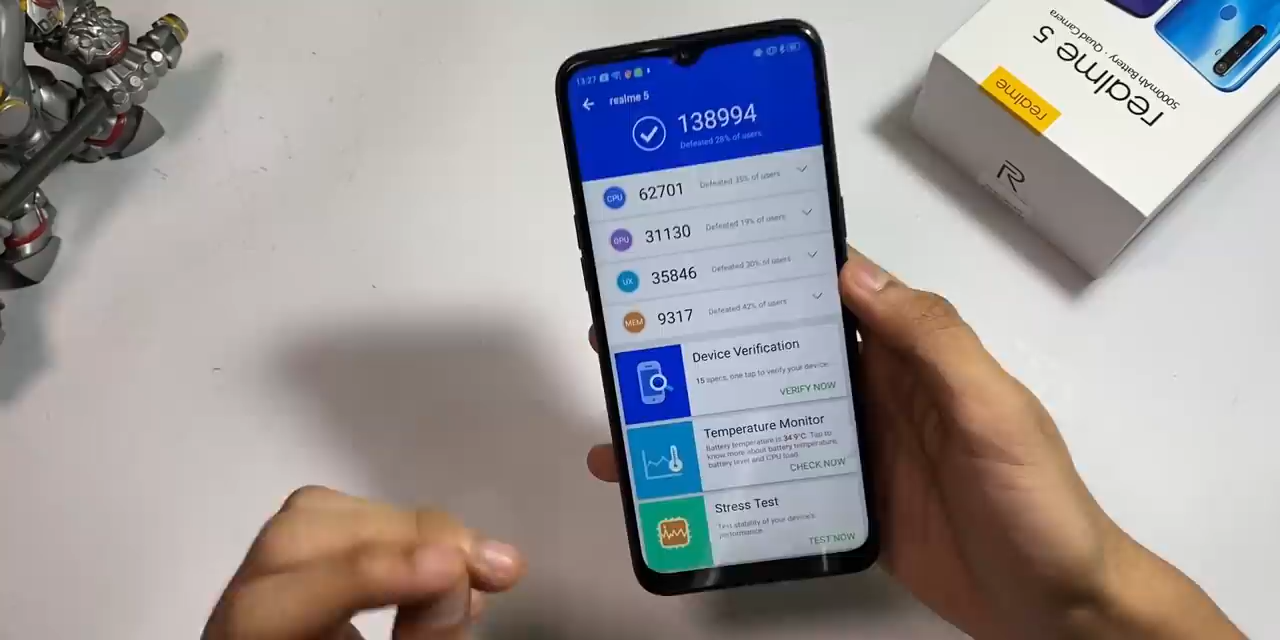 13:27
realme 5
138994
Defeated 28% of users
CPU 62701 Defeated 35% of users
GPU 31130 Defeated 19% of users
UX 35846 Defeated 30% of users
MEM 9317 Defeated 42% of users
Device Verification
15 specs, one tap to verify your device.
VERIFY NOW
Temperature Monitor
Battery temperature is 34.9°C. Tap to
know more about battery temperature,
battery level and CPU load.
CHECK NOW
Stress Test
Test stability of your device's
performance.
TEST NOW
realme 5
5000mAh Battery · Quad Camera
realme
R